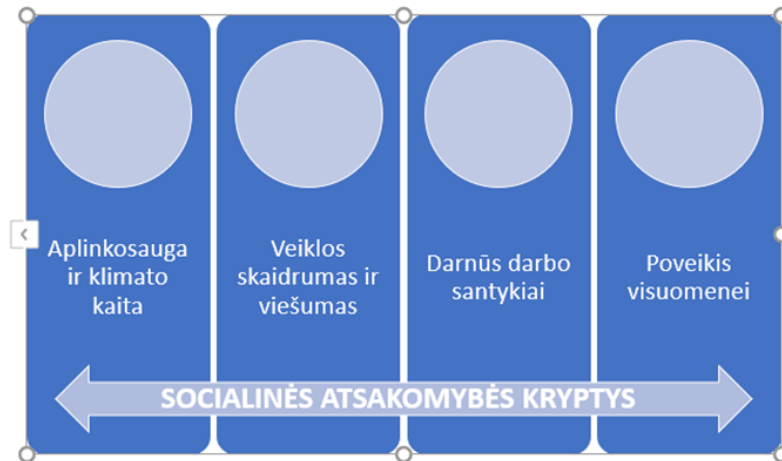 Aplinkosauga
ir klimato
kaita
Veiklos
skaidrumas ir
viešumas
Darnūs darbo
santykiai
Poveikis
visuomenei
SOCIALINĖS ATSAKOMYBĖS KRYPTYS